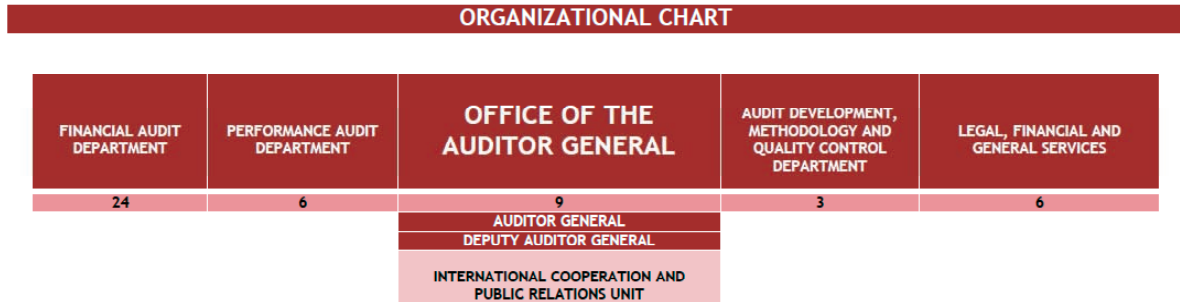 ORGANIZATIONAL CHART
FINANCIAL AUDIT
DEPARTMENT
PERFORMANCE AUDIT
DEPARTMENT
OFFICE OF THE
AUDITOR GENERAL
AUDIT DEVELOPMENT,
METHODOLOGY AND
QUALITY CONTROL
DEPARTMENT
LEGAL, FINANCIAL AND
GENERAL SERVICES
24
6
9
3
6
AUDITOR GENERAL
DEPUTY AUDITOR GENERAL
INTERNATIONAL COOPERATION AND
PUBLIC RELATIONS UNIT